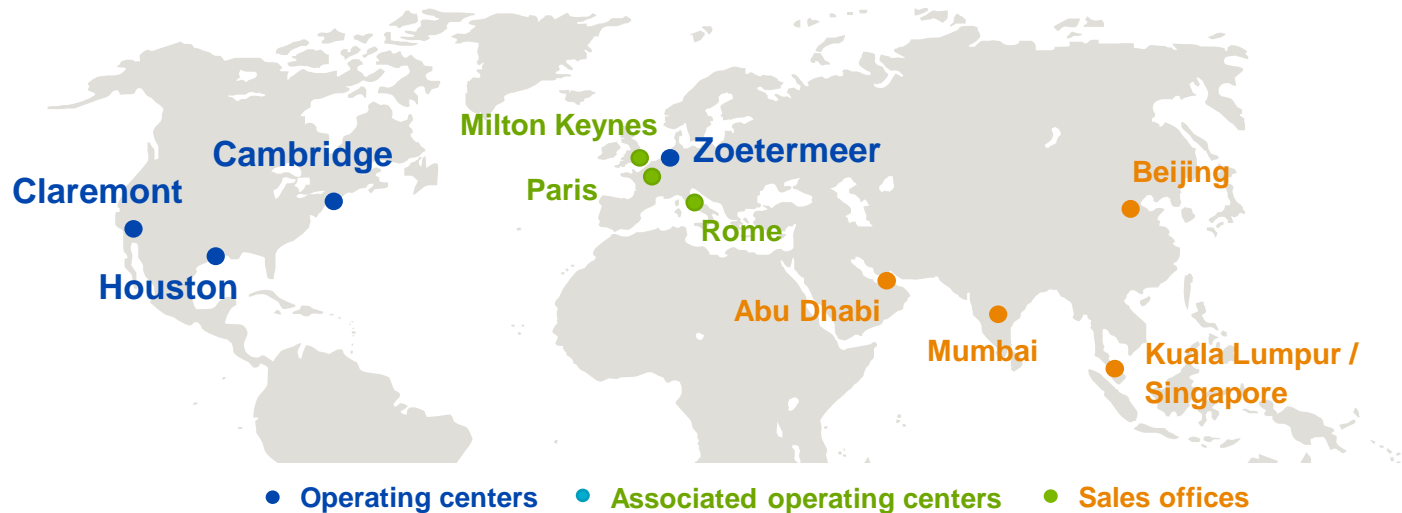 Milton Keynes
Cambridge
Zoetermeer
Claremont
Paris
Beijing
Rome
Houston
Abu Dhabi
Mumbai
Kuala Lumpur /
Singapore
Operating centers
Associated operating centers
Sales offices